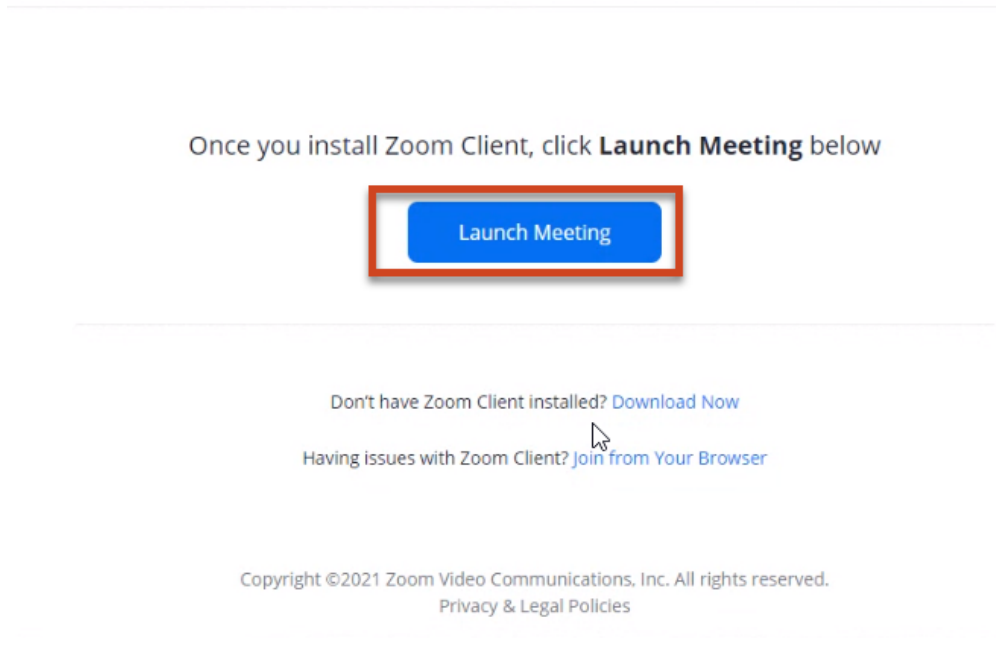 Once you install Zoom Client, click Launch Meeting below
Launch Meeting
Don't have Zoom Client installed? Download Now
Having issues with Zoom Client? Join from Your Browser
Copyright ©2021 Zoom Video Communications, Inc. All rights reserved.
Privacy & Legal Policies